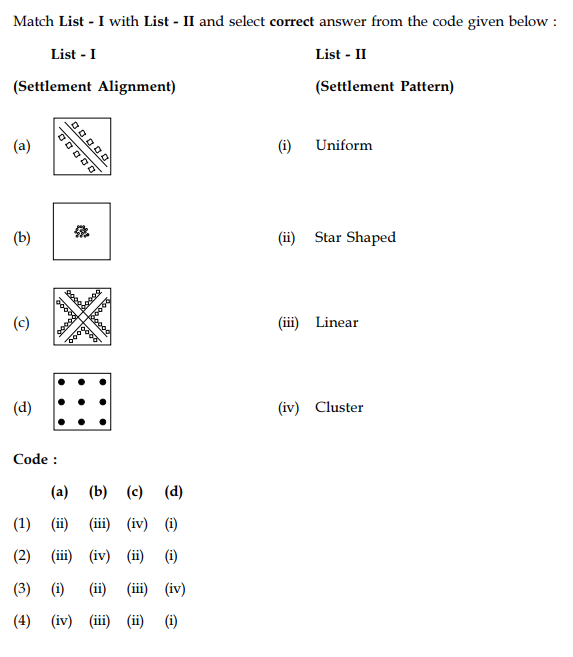 Match List - I with List - II and select correct answer from the code given below :
List - I List - II
(Settlement Alignment) (Settlement Pattern)
(a) (i) Uniform
(b) (ii) Star Shaped
(c) (iii) Linear
(d) (iv) Cluster
Code :
(a) (b) (c) (d)
(1) (ii) (iii) (iv) (i)
(2) (iii) (iv) (ii) (i)
(3) (i) (ii) (iii) (iv)
(4) (iv) (iii) (ii) (i)